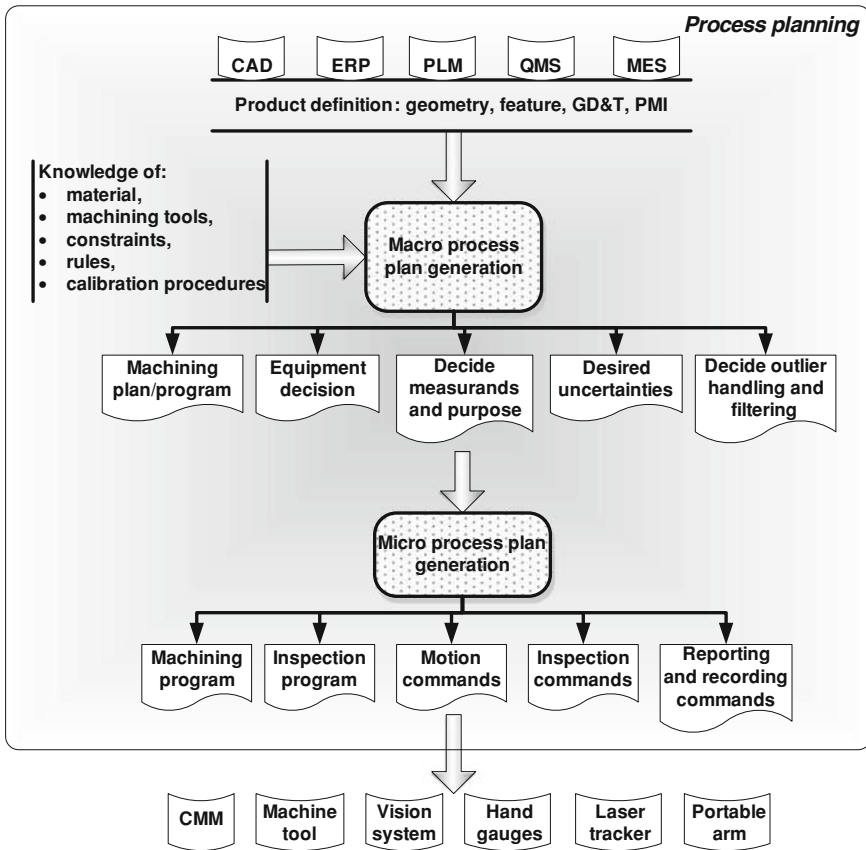 Process planning
CAD
ERP
PLM
QMS
MES
Product definition: geometry, feature, GD&T, PMI
Knowledge of:
• material,
• machining tools,
• constraints,
• rules,
• calibration procedures
Macro process
plan generation
Machining
plan/program
Equipment
decision
Decide
measurands
and purpose
Desired
uncertainties
Decide outlier
handling and
filtering
Micro process plan
generation
Machining
program
Inspection
program
Motion
commands
Inspection
commands
Reporting
and recording
commands
CMM
Machine
tool
Vision
system
Hand
gauges
Laser
tracker
Portable
arm